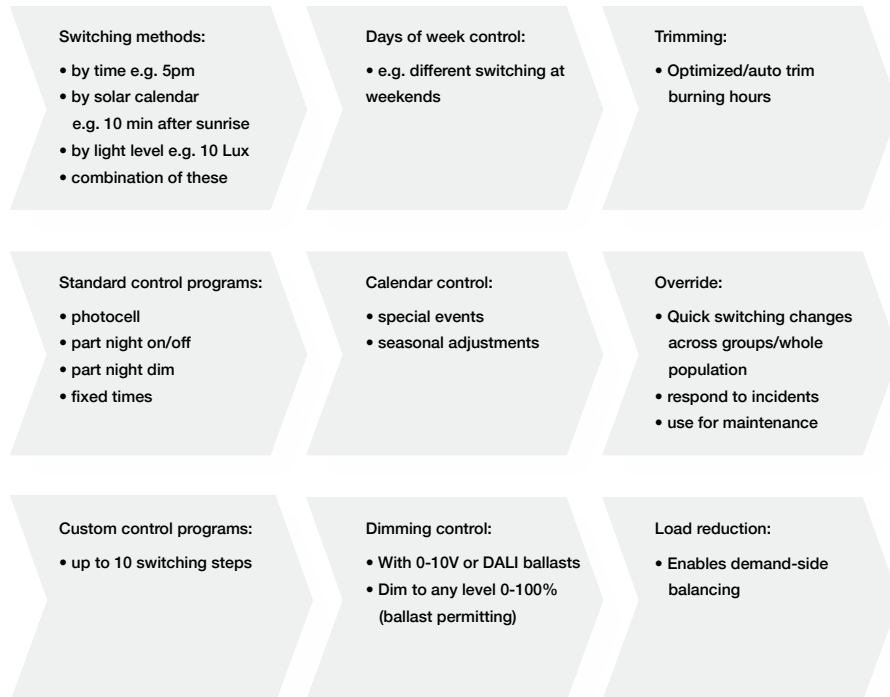 Switching methods:
• by time e.g. 5pm
• by solar calendar
e.g. 10 min after sunrise
• by light level e.g. 10 Lux
• combination of these
Days of week control:
• e.g. different switching at
weekends
Trimming:
• Optimized/auto trim
burning hours
Standard control programs:
• photocell
• part night on/off
• part night dim
• fixed times
Calendar control:
• special events
• seasonal adjustments
Override:
• Quick switching changes
across groups/whole
population
• respond to incidents
• use for maintenance
Custom control programs:
• up to 10 switching steps
Dimming control:
• With 0-10V or DALI ballasts
• Dim to any level 0-100%
(ballast permitting)
Load reduction:
• Enables demand-side
balancing